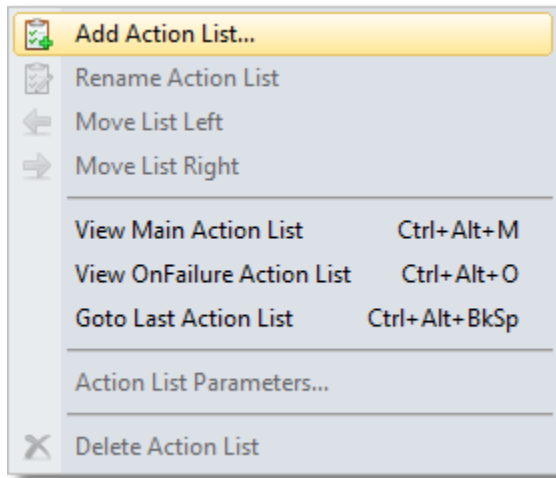 Add Action List...
Rename Action List
Move List Left
Move List Right
View Main Action List Ctrl+Alt+M
View OnFailure Action List Ctrl+Alt+O
Goto Last Action List Ctrl+Alt+BkSp
Action List Parameters...
Delete Action List